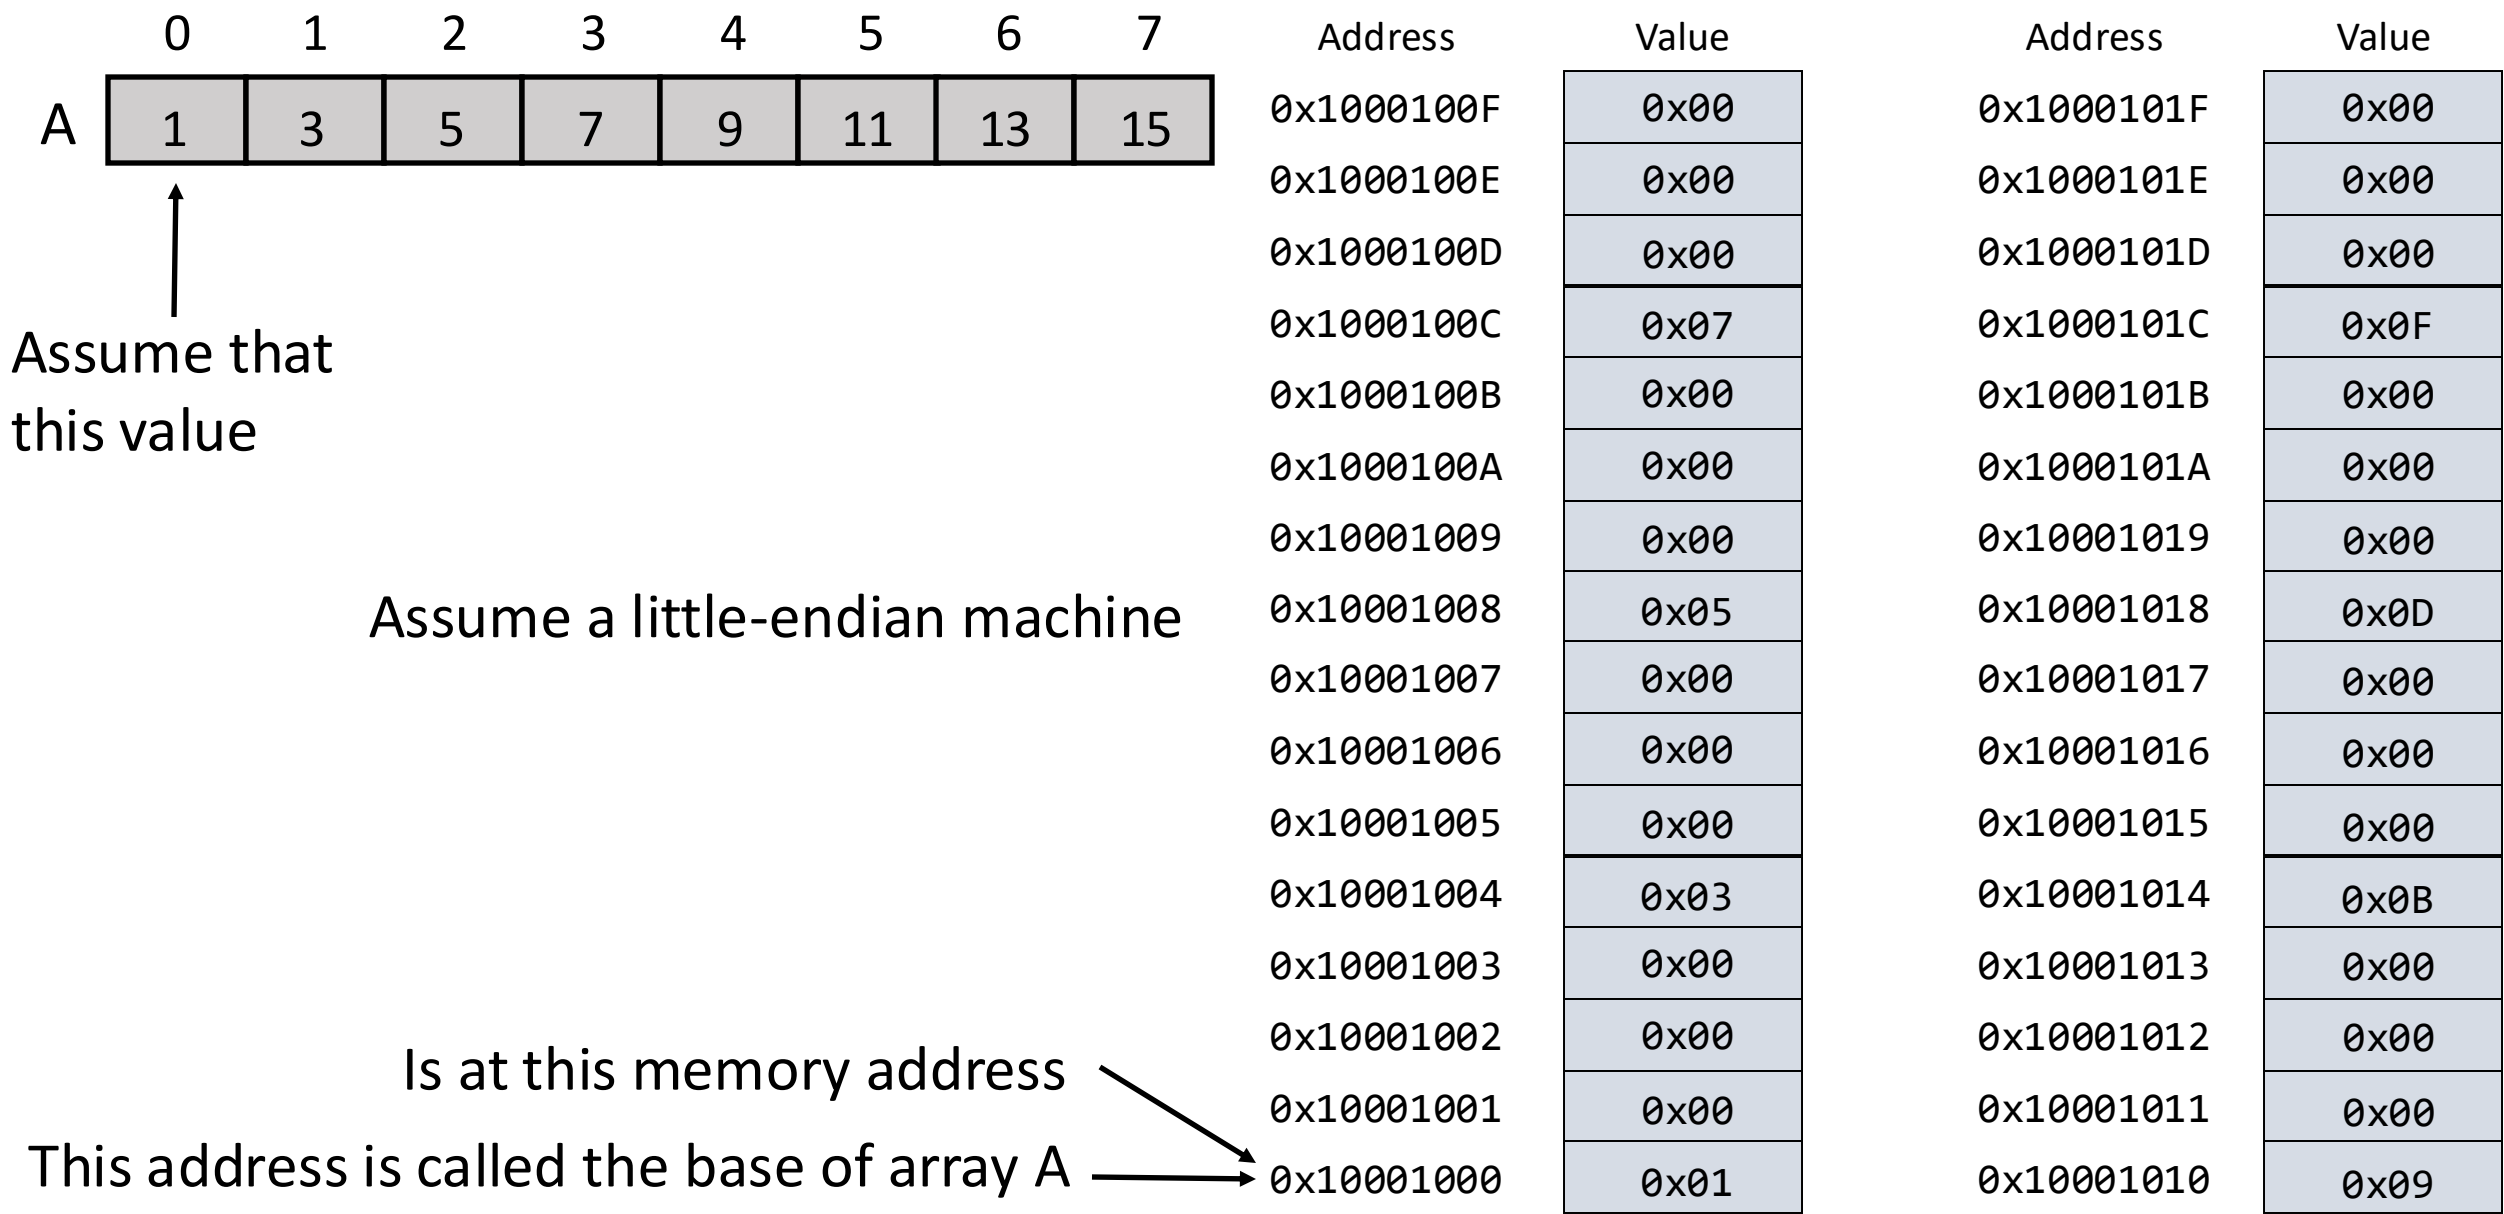 0 1 2 3 4 5 6 7
A 1 3 5 7 9 11 13 15
Assume that
this value
Assume a little-endian machine
Is at this memory address
This address is called the base of array A
Address Value
0x1000100F 0x00
0x1000100E 0x00
0x1000100D 0x00
0x1000100C 0x07
0x1000100B 0x00
0x1000100A 0x00
0x10001009 0x00
0x10001008 0x05
0x10001007 0x00
0x10001006 0x00
0x10001005 0x00
0x10001004 0x03
0x10001003 0x00
0x10001002 0x00
0x10001001 0x00
0x10001000 0x01
Address Value
0x1000101F 0x00
0x1000101E 0x00
0x1000101D 0x00
0x1000101C 0x0F
0x1000101B 0x00
0x1000101A 0x00
0x10001019 0x00
0x10001018 0x0D
0x10001017 0x00
0x10001016 0x00
0x10001015 0x00
0x10001014 0x0B
0x10001013 0x00
0x10001012 0x00
0x10001011 0x00
0x10001010 0x09